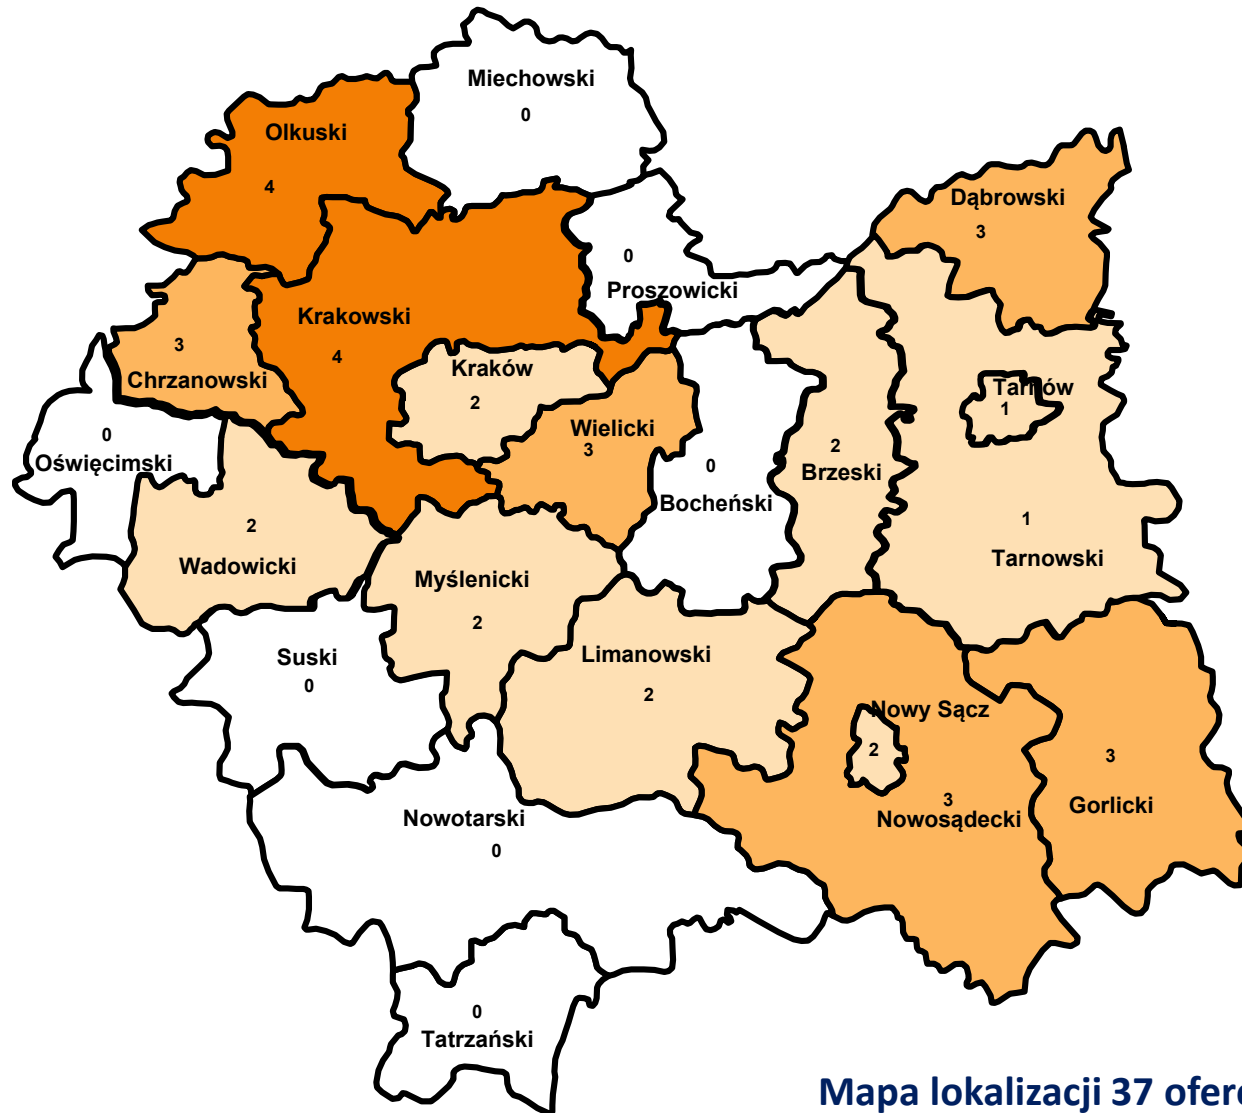 Miechowski
0
Olkuski
4
Dąbrowski
3
0
Proszowicki
Krakowski
4
3
Chrzanowski
Kraków
2
Tarnów
1
Wielicki
3
0
Oświęcimski
2
Brzeski
0
Bocheński
2
Wadowicki
1
Tarnowski
Myślenicki
2
Suski
0
Limanowski
2
Nowy Sącz
2
3
Nowosądecki
3
Gorlicki
Nowotarski
0
0
Tatrzański
Mapa lokalizacji 37 ofer